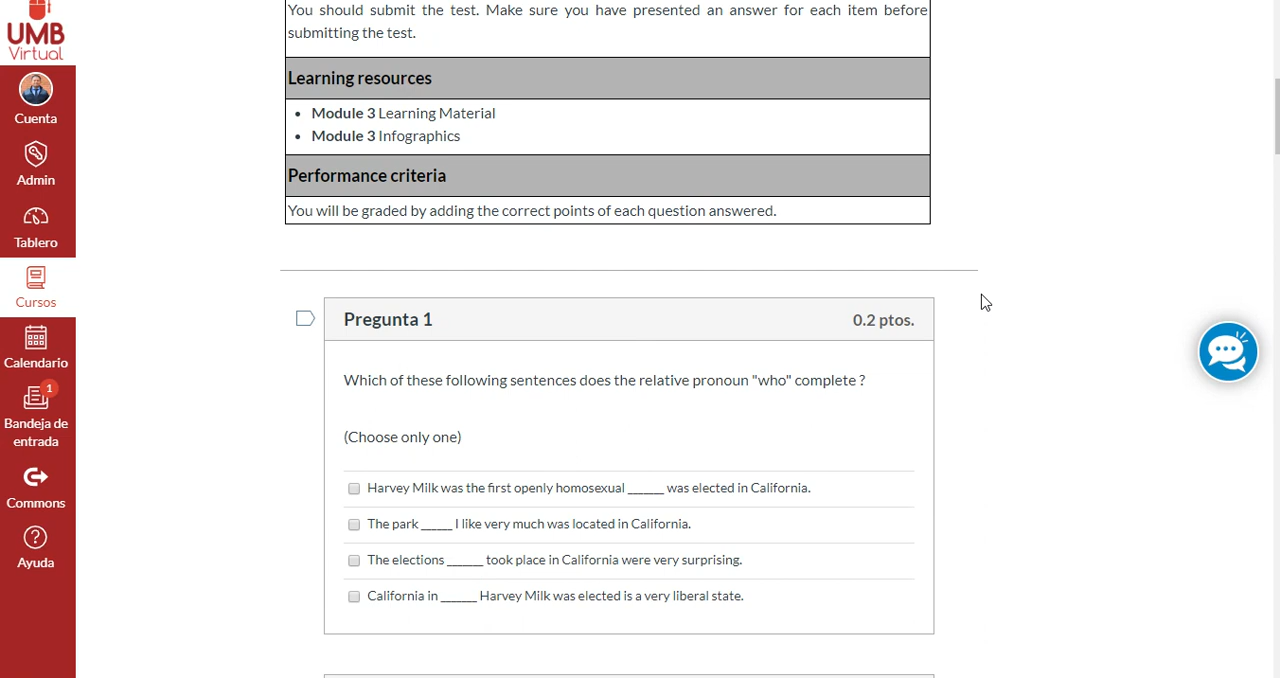 UMB
Virtual
Cuenta
Admin
Tablero
Cursos
Calendario
1
Bandeja de
entrada
Commons
?
Ayuda
You should submit the test. Make sure you have presented an answer for each item before
submitting the test.
Learning resources
• Module 3 Learning Material
• Module 3 Infographics
Performance criteria
You will be graded by adding the correct points of each question answered.
Pregunta 1 0.2 ptos.
Which of these following sentences does the relative pronoun "who" complete ?
(Choose only one)
Harvey Milk was the first openly homosexual ______ was elected in California.
The park _____ I like very much was located in California.
The elections ______ took place in California were very surprising.
California in ______ Harvey Milk was elected is a very liberal state.